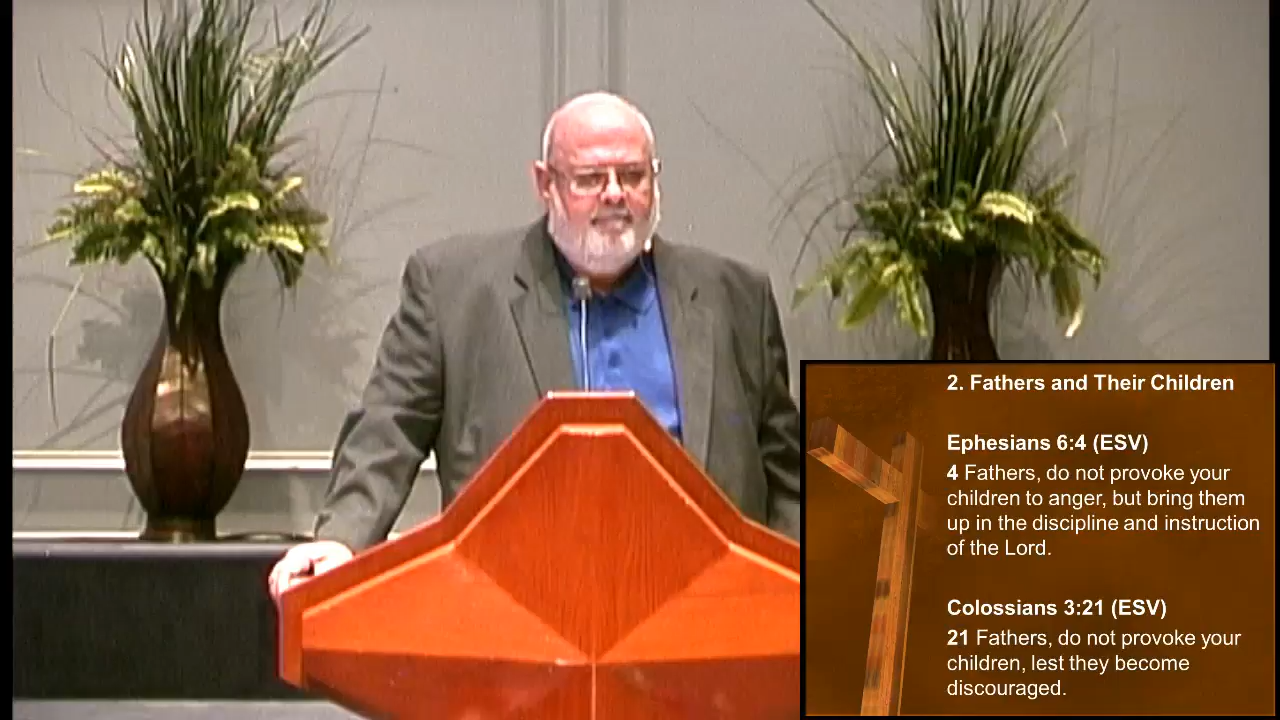 2. Fathers and Their Children
Ephesians 6:4 (ESV)
4 Fathers, do not provoke your
children to anger, but bring them
up in the discipline and instruction
of the Lord.
Colossians 3:21 (ESV)
21 Fathers, do not provoke your
children, lest they become
discouraged.